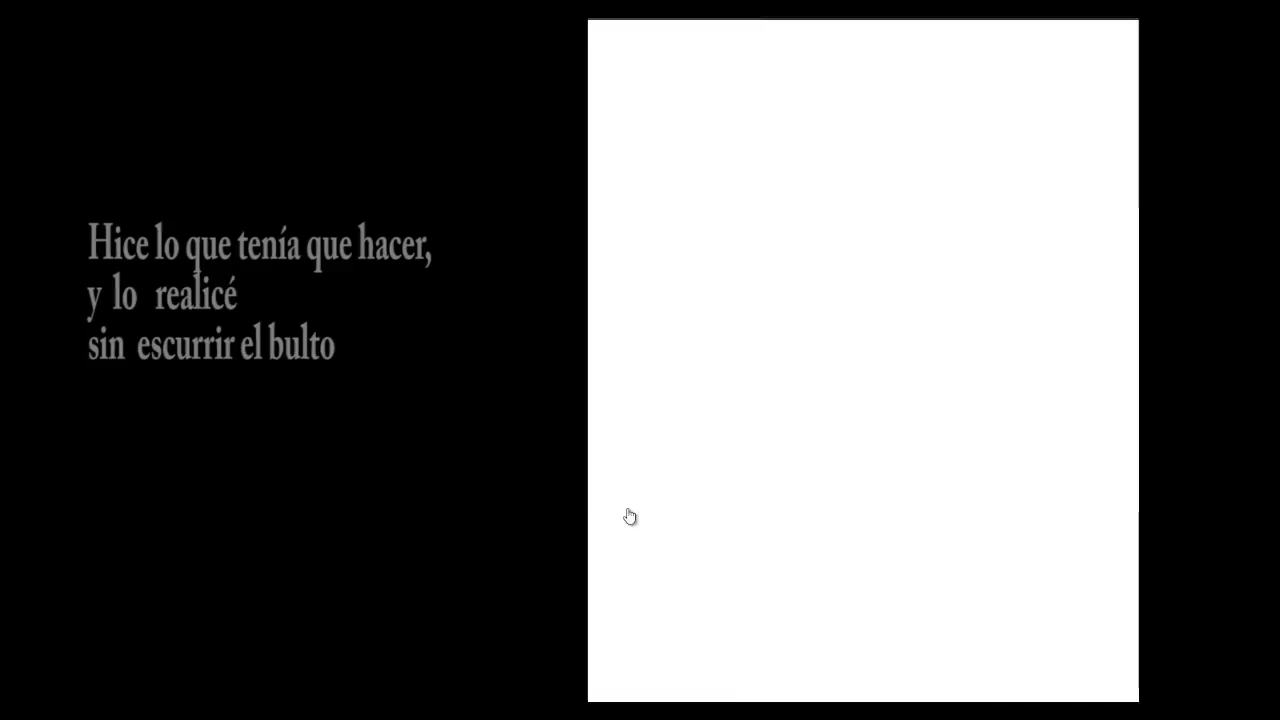 Hice lo que tenía que hacer,
y lo realicé
sin escurrir el bulto